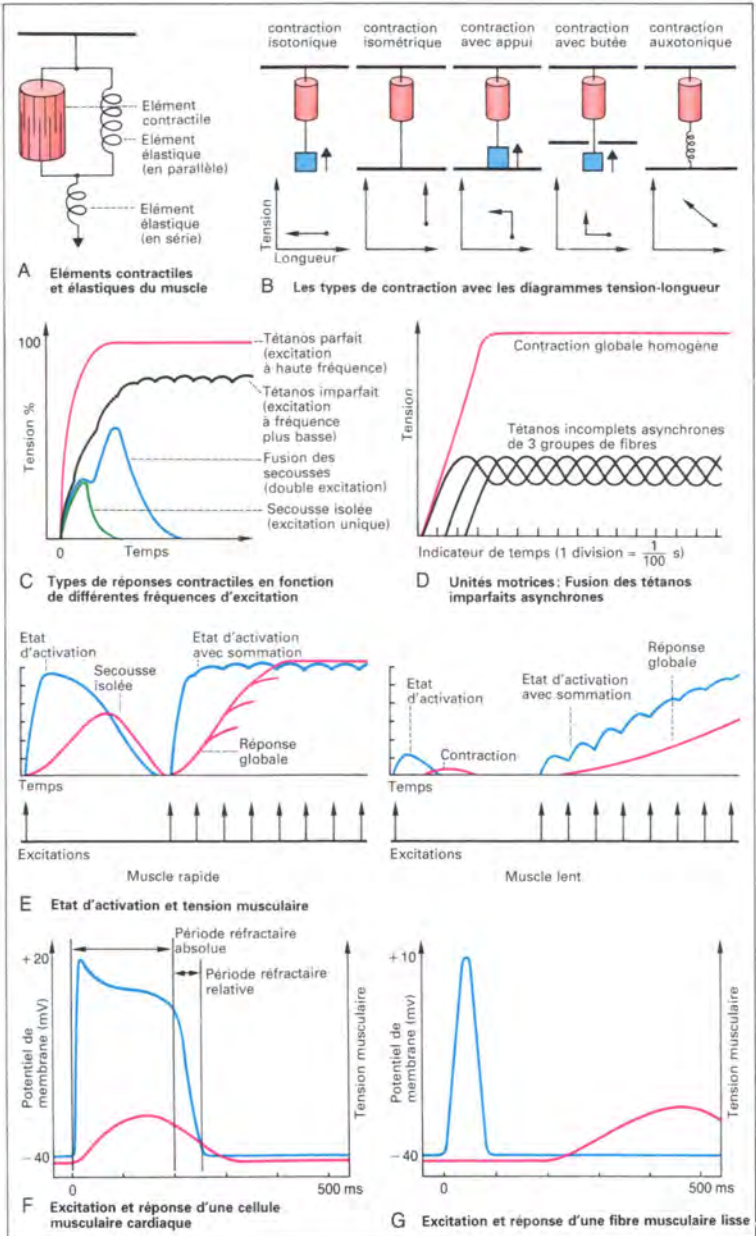 Elément
contractile
Elément
élastique
(en parallèle)
Elément
élastique
(en série)
A Eléments contractiles
et élastiques du muscle
contraction
isotonique
contraction
isométrique
contraction
avec appui
contraction
avec butée
contraction
auxotonique
Tension
Longueur
B Les types de contraction avec les diagrammes tension-longueur
100
Tension %
0
Temps
Tétanos parfait
(excitation
à haute fréquence)
Tétanos imparfait
(excitation
à fréquence
plus basse)
Fusion des
secousses
(double excitation)
Secousse isolée
(excitation unique)
C Types de réponses contractiles en fonction
de différentes fréquences d'excitation
Tension
Contraction globale homogène
Tétanos incomplets asynchrones
de 3 groupes de fibres
Indicateur de temps (1 division = 1/100 s)
D Unités motrices: Fusion des tétanos
imparfaits asynchrones
Etat
d'activation
Secousse
isolée
Etat d'activation
avec sommation
Réponse
globale
Temps
Excitations
Muscle rapide
Etat
d'activation
Contraction
Etat d'activation
avec sommation
Réponse
globale
Temps
Excitations
Muscle lent
E Etat d'activation et tension musculaire
Période réfractaire
absolue
Période réfractaire
relative
+ 20
Potentiel de
membrane (mV)
− 40
Tension musculaire
0
500 ms
F Excitation et réponse d'une cellule
musculaire cardiaque
+ 10
Potentiel de
membrane (mv)
− 40
Tension musculaire
0
500 ms
G Excitation et réponse d'une fibre musculaire lisse